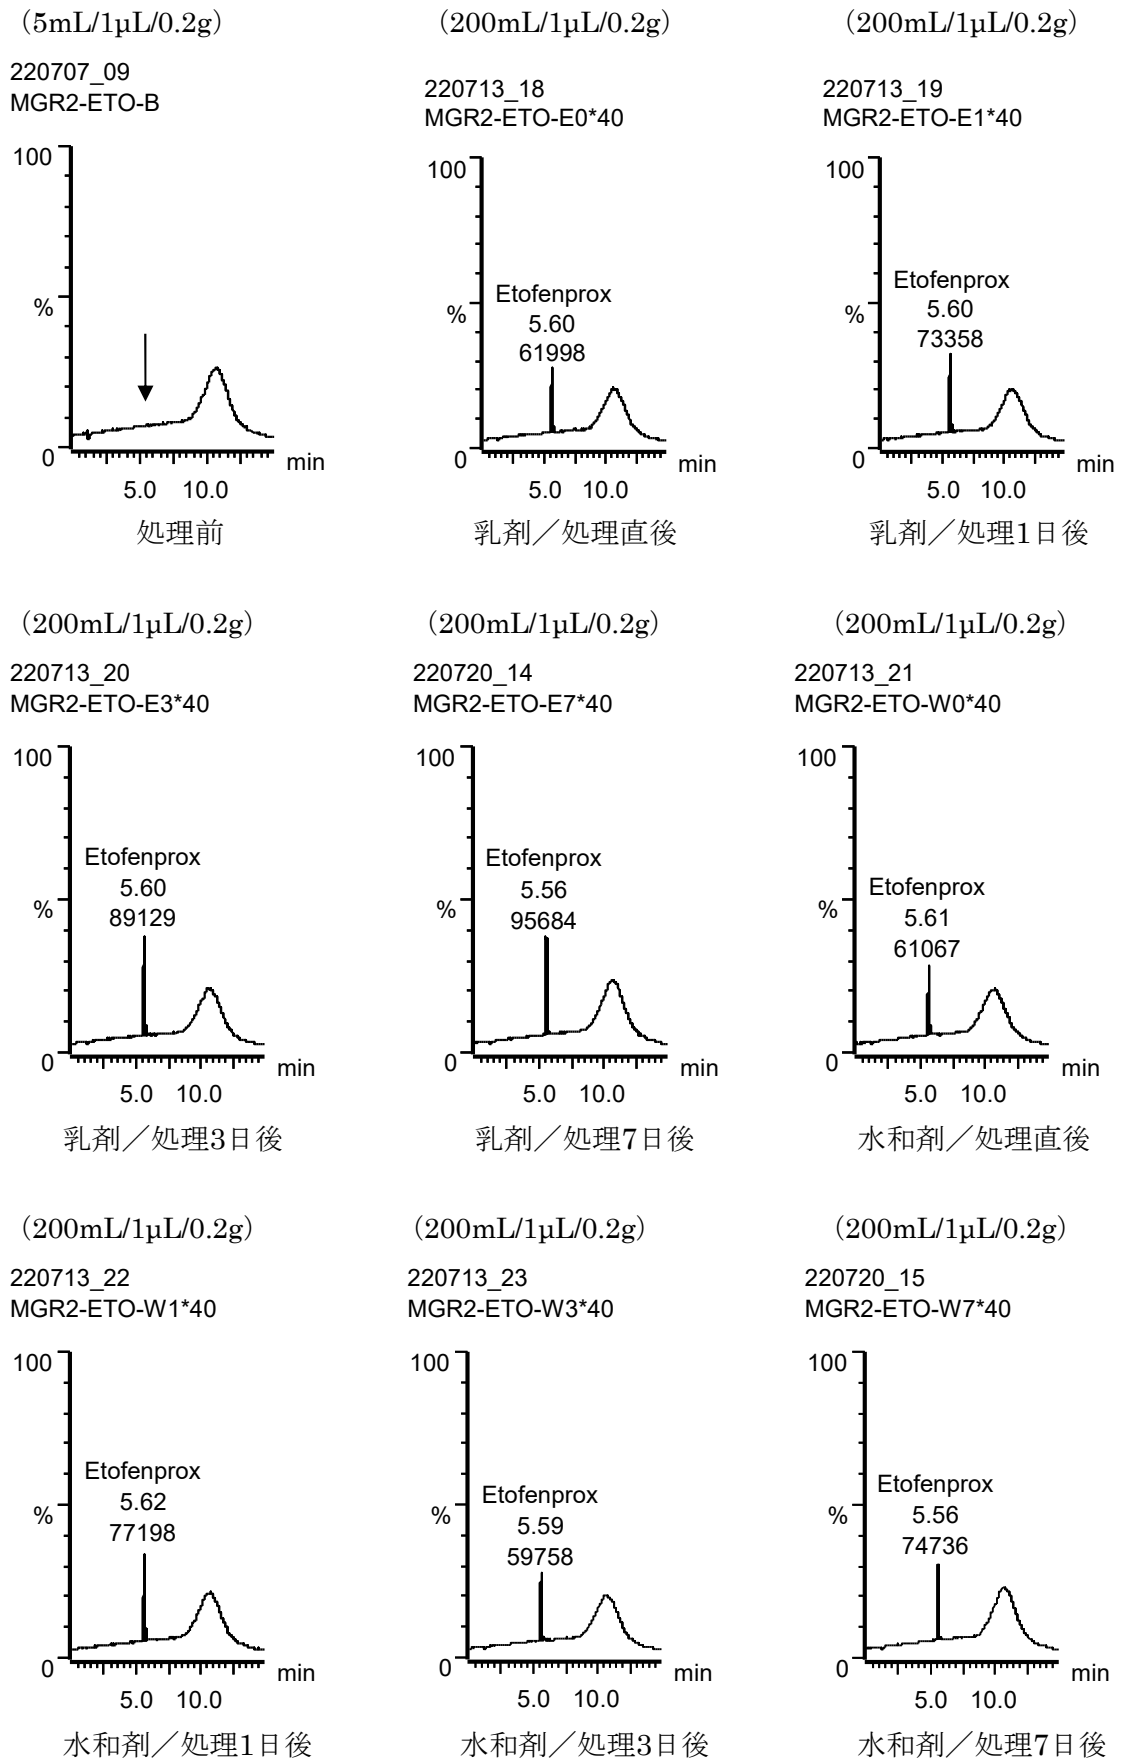 (5mL/1μL/0.2g)
220707_09
MGR2-ETO-B
100
%
0
min
5.0 10.0
処理前
(200mL/1μL/0.2g)
220713_18
MGR2-ETO-E0*40
100
Etofenprox
5.60
61998
%
0
min
5.0 10.0
乳剤／処理直後
(200mL/1μL/0.2g)
220713_19
MGR2-ETO-E1*40
100
Etofenprox
5.60
73358
%
0
min
5.0 10.0
乳剤／処理1日後
(200mL/1μL/0.2g)
220713_20
MGR2-ETO-E3*40
100
Etofenprox
5.60
89129
%
0
min
5.0 10.0
乳剤／処理3日後
(200mL/1μL/0.2g)
220720_14
MGR2-ETO-E7*40
100
Etofenprox
5.56
95684
%
0
min
5.0 10.0
乳剤／処理7日後
(200mL/1μL/0.2g)
220713_21
MGR2-ETO-W0*40
100
Etofenprox
5.61
61067
%
0
min
5.0 10.0
水和剤／処理直後
(200mL/1μL/0.2g)
220713_22
MGR2-ETO-W1*40
100
Etofenprox
5.62
77198
%
0
min
5.0 10.0
水和剤／処理1日後
(200mL/1μL/0.2g)
220713_23
MGR2-ETO-W3*40
100
Etofenprox
5.59
59758
%
0
min
5.0 10.0
水和剤／処理3日後
(200mL/1μL/0.2g)
220720_15
MGR2-ETO-W7*40
100
Etofenprox
5.56
74736
%
0
min
5.0 10.0
水和剤／処理7日後